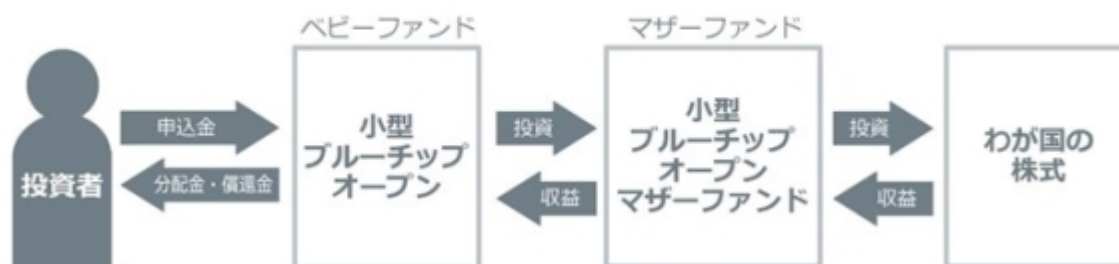 ベビーファンド
マザーファンド
投資者
申込金
分配金・償還金
小型
ブルーチップ
オープン
投資
収益
小型
ブルーチップ
オープン
マザーファンド
投資
収益
わが国の
株式